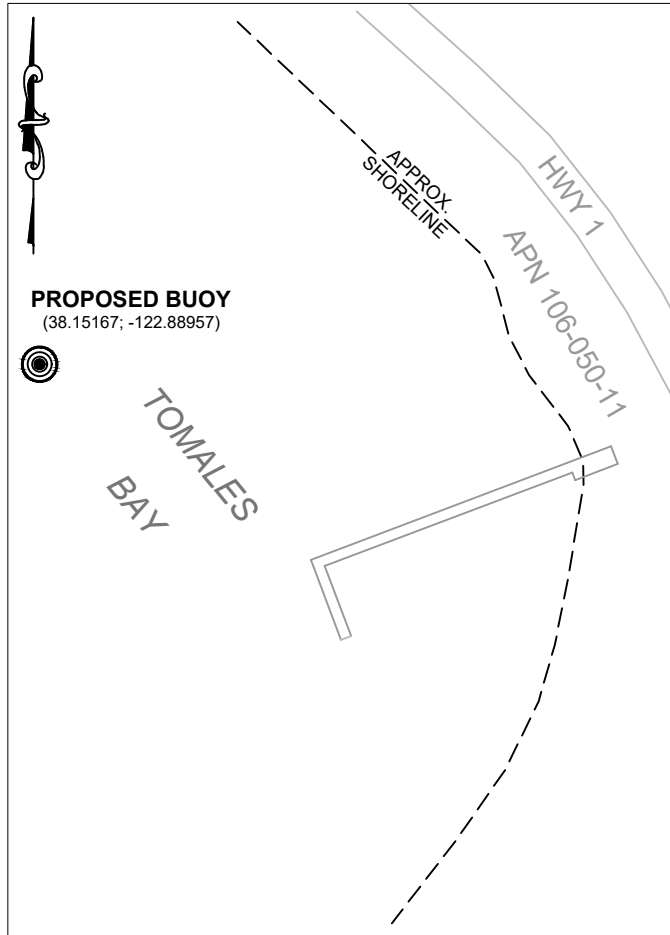 APPROX.
SHORELINE
HWY 1
APN 106-050-11
PROPOSED BUOY
(38.15167; -122.88957)
TOMALES
BAY